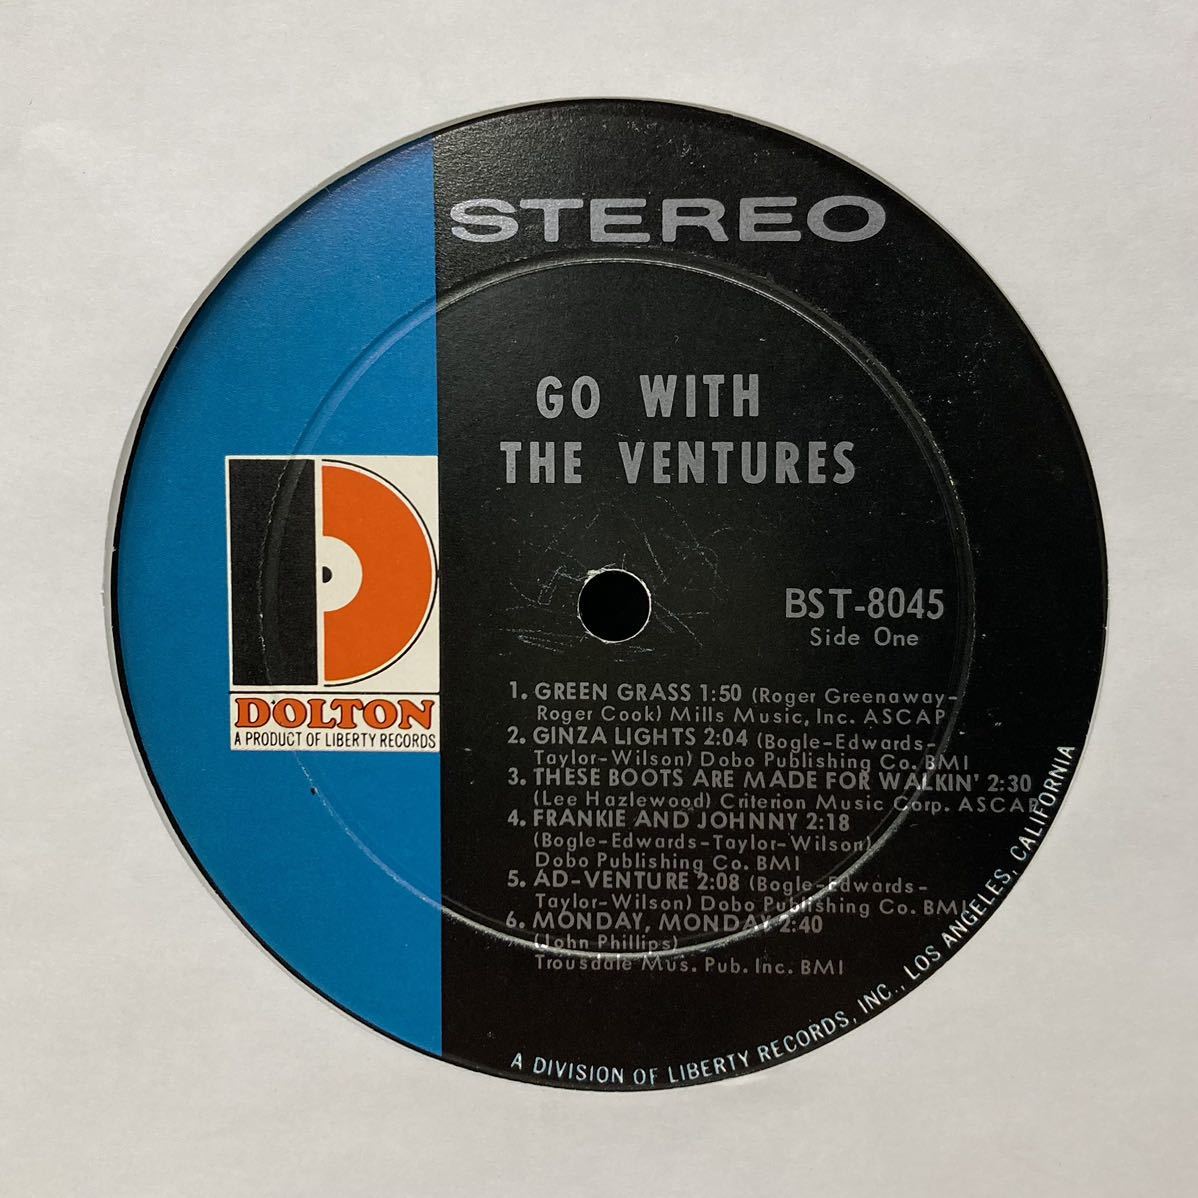 STEREO
GO WITH
THE VENTURES
BST-8045
Side One
DOLTON
A PRODUCT OF LIBERTY RECORDS
1. GREEN GRASS 1:50 (Roger Greenaway-
Roger Cook) Mills Music, Inc. ASCAP
2. GINZA LIGHTS 2:04 (Bogle-Edwards-
Taylor-Wilson) Dobo Publishing Co. BMI
3. THESE BOOTS ARE MADE FOR WALKIN' 2:30
(Lee Hazlewood) Criterion Music Corp. ASCAP
4. FRANKIE AND JOHNNY 2:18
(Bogle-Edwards-Taylor-Wilson)
Dobo Publishing Co. BMI
5. AD-VENTURE 2:08 (Bogle-Edwards-
Taylor-Wilson) Dobo Publishing Co. BMI
6. MONDAY, MONDAY 2:40
(John Phillips)
Trousdale Mus. Pub. Inc. BMI
A DIVISION OF LIBERTY RECORDS, INC., LOS ANGELES, CALIFORNIA